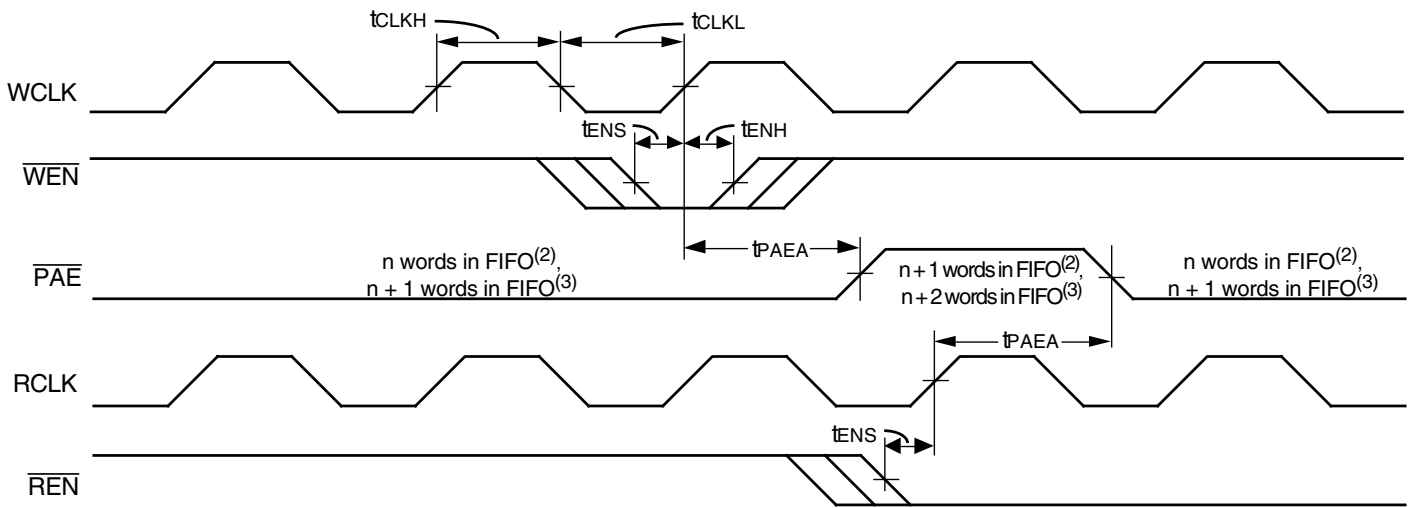 tCLKH
tCLKL
WCLK
tENS
tENH
WEN
tPAEA
PAE
n words in FIFO(2),
n + 1 words in FIFO(3)
n + 1 words in FIFO(2),
n + 2 words in FIFO(3)
n words in FIFO(2),
n + 1 words in FIFO(3)
tPAEA
RCLK
tENS
REN